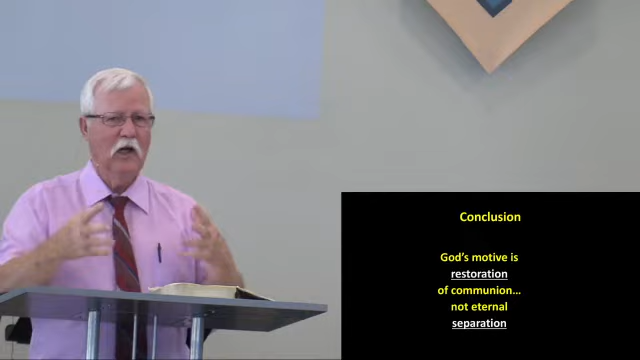 Conclusion
God's motive is
restoration
of communion...
not eternal
separation